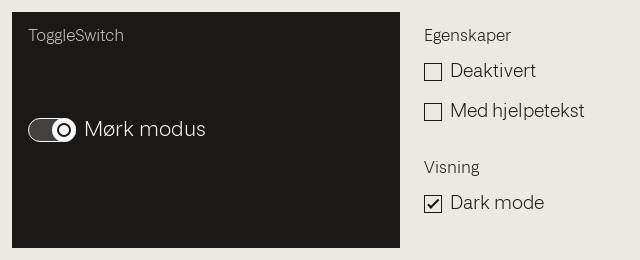 ToggleSwitch
Mørk modus
Egenskaper
Deaktivert
Med hjelpetekst
Visning
Dark mode